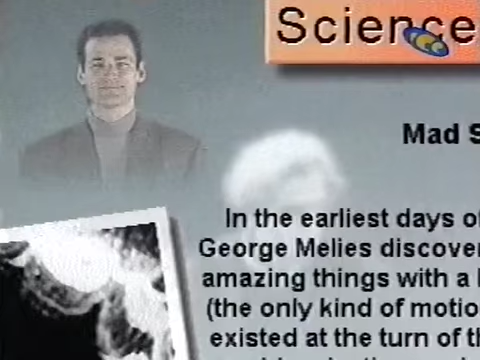 Science
Mad S
In the earliest days of
George Melies discover
amazing things with a
(the only kind of motio
existed at the turn of th